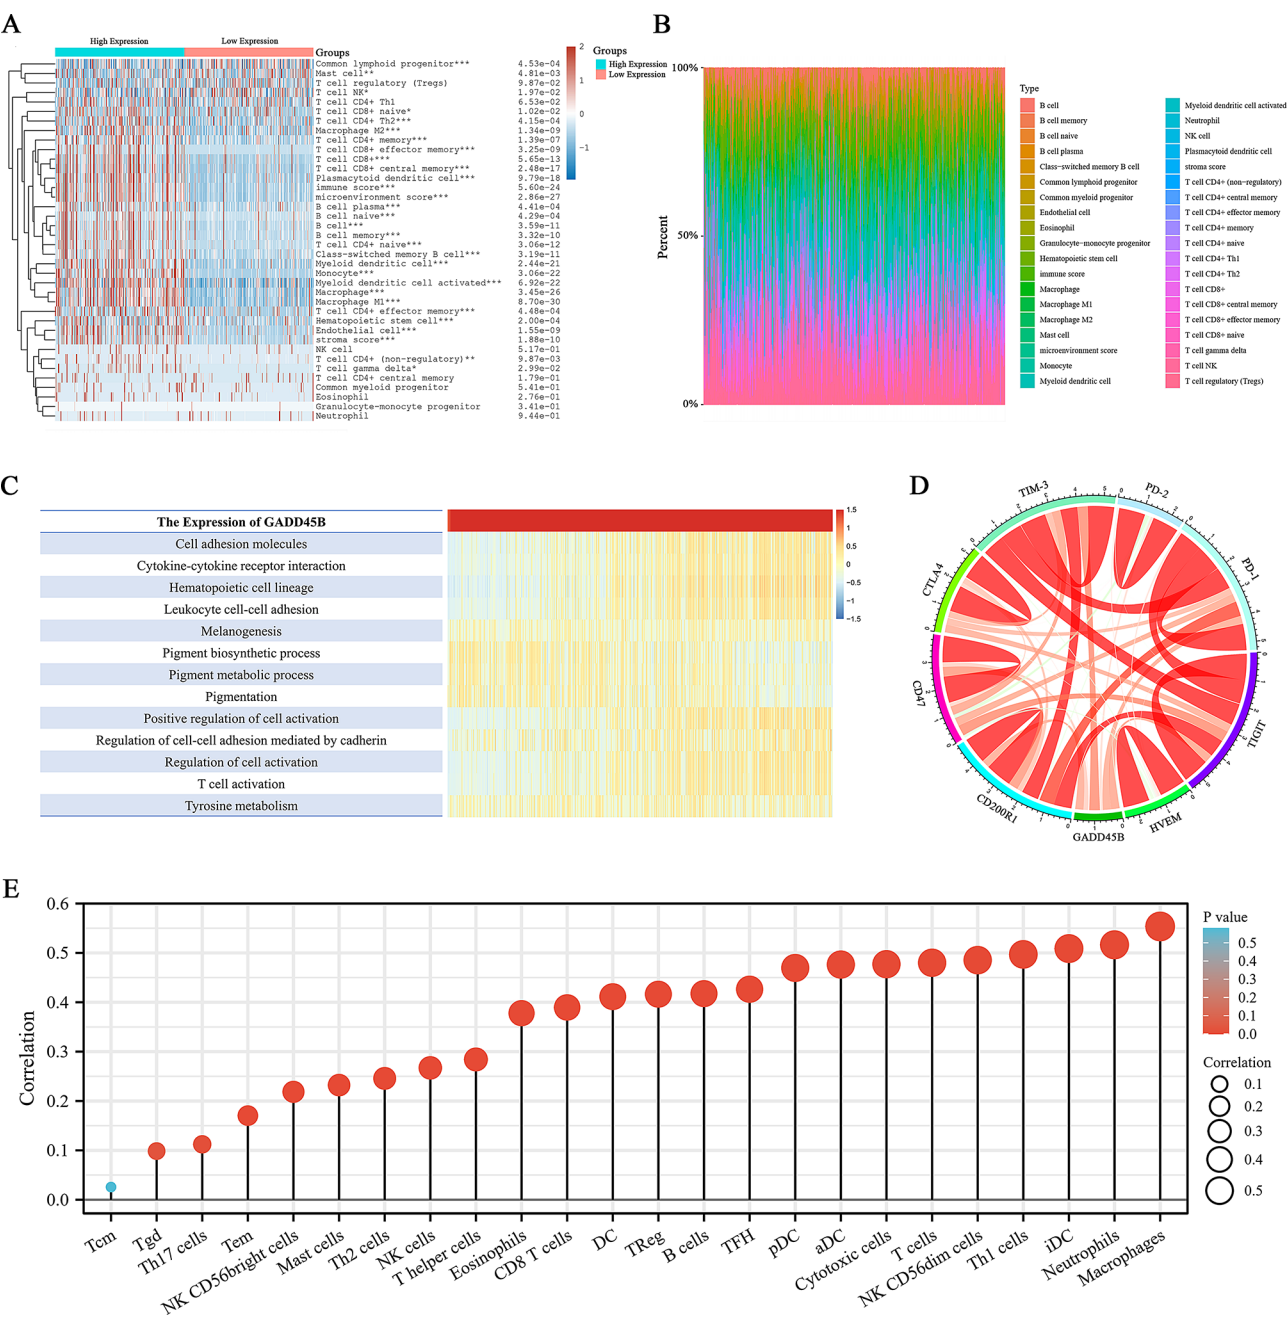 A
High Expression
Low Expression
Groups
Common lymphoid progenitor*** 4.53e-04
Mast cell** 4.81e-03
T cell regulatory (Tregs) 9.87e-02
T cell NK* 1.97e-02
T cell CD4+ Th1 6.53e-02
T cell CD8+ naive* 1.02e-02
T cell CD4+ Th2*** 4.15e-04
Macrophage M2*** 1.34e-09
T cell CD4+ memory*** 1.39e-07
T cell CD8+ effector memory*** 3.25e-09
T cell CD8+*** 5.65e-13
T cell CD8+ central memory*** 2.48e-17
Plasmacytoid dendritic cell*** 9.79e-18
immune score*** 5.60e-24
microenvironment score*** 2.86e-27
B cell plasma*** 4.41e-04
B cell naive*** 4.29e-04
B cell*** 3.59e-11
B cell memory*** 3.32e-10
T cell CD4+ naive*** 3.06e-12
Class-switched memory B cell*** 3.19e-11
Myeloid dendritic cell*** 2.44e-21
Monocyte*** 3.06e-22
Myeloid dendritic cell activated*** 6.92e-22
Macrophage*** 3.45e-26
Macrophage M1*** 8.70e-30
T cell CD4+ effector memory*** 4.48e-04
Hematopoietic stem cell*** 2.00e-04
Endothelial cell*** 1.55e-09
stroma score*** 1.88e-10
NK cell 5.17e-01
T cell CD4+ (non-regulatory)** 9.87e-03
T cell gamma delta* 2.99e-02
T cell CD4+ central memory 1.79e-01
Common myeloid progenitor 5.41e-01
Eosinophil 2.76e-01
Granulocyte-monocyte progenitor 3.41e-01
Neutrophil 9.44e-01
2
1
0
−1
Groups
High Expression
Low Expression
B
100%
50%
0%
Percent
Type
B cell
B cell memory
B cell naive
B cell plasma
Class-switched memory B cell
Common lymphoid progenitor
Common myeloid progenitor
Endothelial cell
Eosinophil
Granulocyte-monocyte progenitor
Hematopoietic stem cell
immune score
Macrophage
Macrophage M1
Macrophage M2
Mast cell
microenvironment score
Monocyte
Myeloid dendritic cell
Myeloid dendritic cell activated
Neutrophil
NK cell
Plasmacytoid dendritic cell
stroma score
T cell CD4+ (non-regulatory)
T cell CD4+ central memory
T cell CD4+ effector memory
T cell CD4+ memory
T cell CD4+ naive
T cell CD4+ Th1
T cell CD4+ Th2
T cell CD8+
T cell CD8+ central memory
T cell CD8+ effector memory
T cell CD8+ naive
T cell gamma delta
T cell NK
T cell regulatory (Tregs)
C
The Expression of GADD45B
Cell adhesion molecules
Cytokine-cytokine receptor interaction
Hematopoietic cell lineage
Leukocyte cell-cell adhesion
Melanogenesis
Pigment biosynthetic process
Pigment metabolic process
Pigmentation
Positive regulation of cell activation
Regulation of cell-cell adhesion mediated by cadherin
Regulation of cell activation
T cell activation
Tyrosine metabolism
1.5
1
0.5
0
−0.5
−1
−1.5
D
TIM-3
PD-2
PD-1
TIGIT
HVEM
GADD45B
CD200R1
CD47
CTLA4
E
Correlation
0.6
0.5
0.4
0.3
0.2
0.1
0.0
Tcm
Tgd
Th17 cells
Tem
NK CD56bright cells
Mast cells
Th2 cells
NK cells
T helper cells
Eosinophils
CD8 T cells
DC
TReg
B cells
TFH
pDC
aDC
Cytotoxic cells
T cells
NK CD56dim cells
Th1 cells
iDC
Neutrophils
Macrophages
P value
0.5
0.4
0.3
0.2
0.1
0.0
Correlation
0.1
0.2
0.3
0.4
0.5